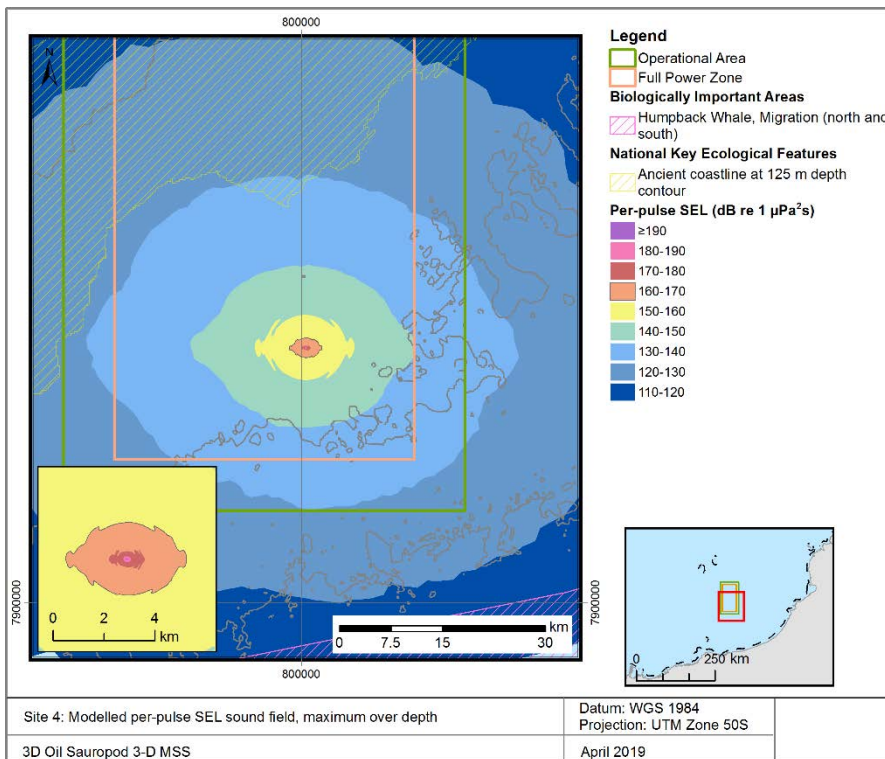 800000
N
7900000
7900000
0 2 4
km
0 7.5 15 30
km
800000
Legend
Operational Area
Full Power Zone
Biologically Important Areas
Humpback Whale, Migration (north and
south)
National Key Ecological Features
Ancient coastline at 125 m depth
contour
Per-pulse SEL (dB re 1 µPa²s)
≥190
180-190
170-180
160-170
150-160
140-150
130-140
120-130
110-120
0 250 km
Site 4: Modelled per-pulse SEL sound field, maximum over depth
Datum: WGS 1984
Projection: UTM Zone 50S
3D Oil Sauropod 3-D MSS
April 2019